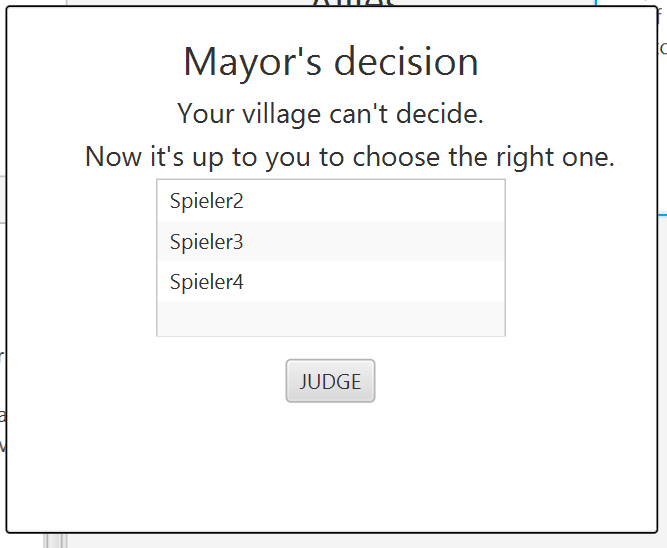 Mayor's decision
Your village can't decide.
Now it's up to you to choose the right one.
Spieler2
Spieler3
Spieler4
JUDGE